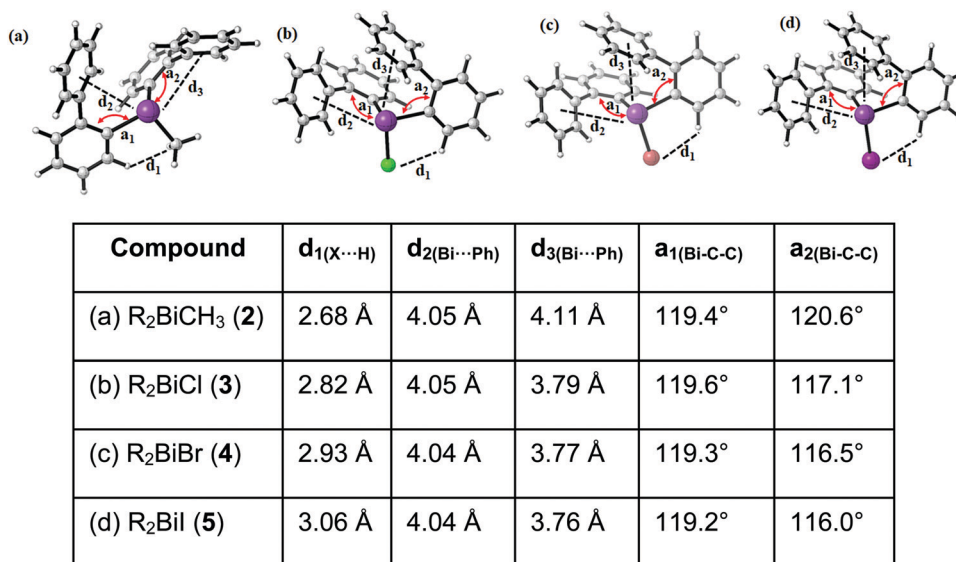 (a)
a₂
d₃
d₂
a₁
d₁
(b)
d₃
a₂
a₁
d₂
d₁
(c)
d₃
a₂
a₁
d₂
d₁
(d)
d₃
a₂
a₁
d₂
d₁
Compound d₁(X···H) d₂(Bi···Ph) d₃(Bi···Ph) a₁(Bi-C-C) a₂(Bi-C-C)
(a) R₂BiCH₃ (2) 2.68 Å 4.05 Å 4.11 Å 119.4° 120.6°
(b) R₂BiCl (3) 2.82 Å 4.05 Å 3.79 Å 119.6° 117.1°
(c) R₂BiBr (4) 2.93 Å 4.04 Å 3.77 Å 119.3° 116.5°
(d) R₂BiI (5) 3.06 Å 4.04 Å 3.76 Å 119.2° 116.0°